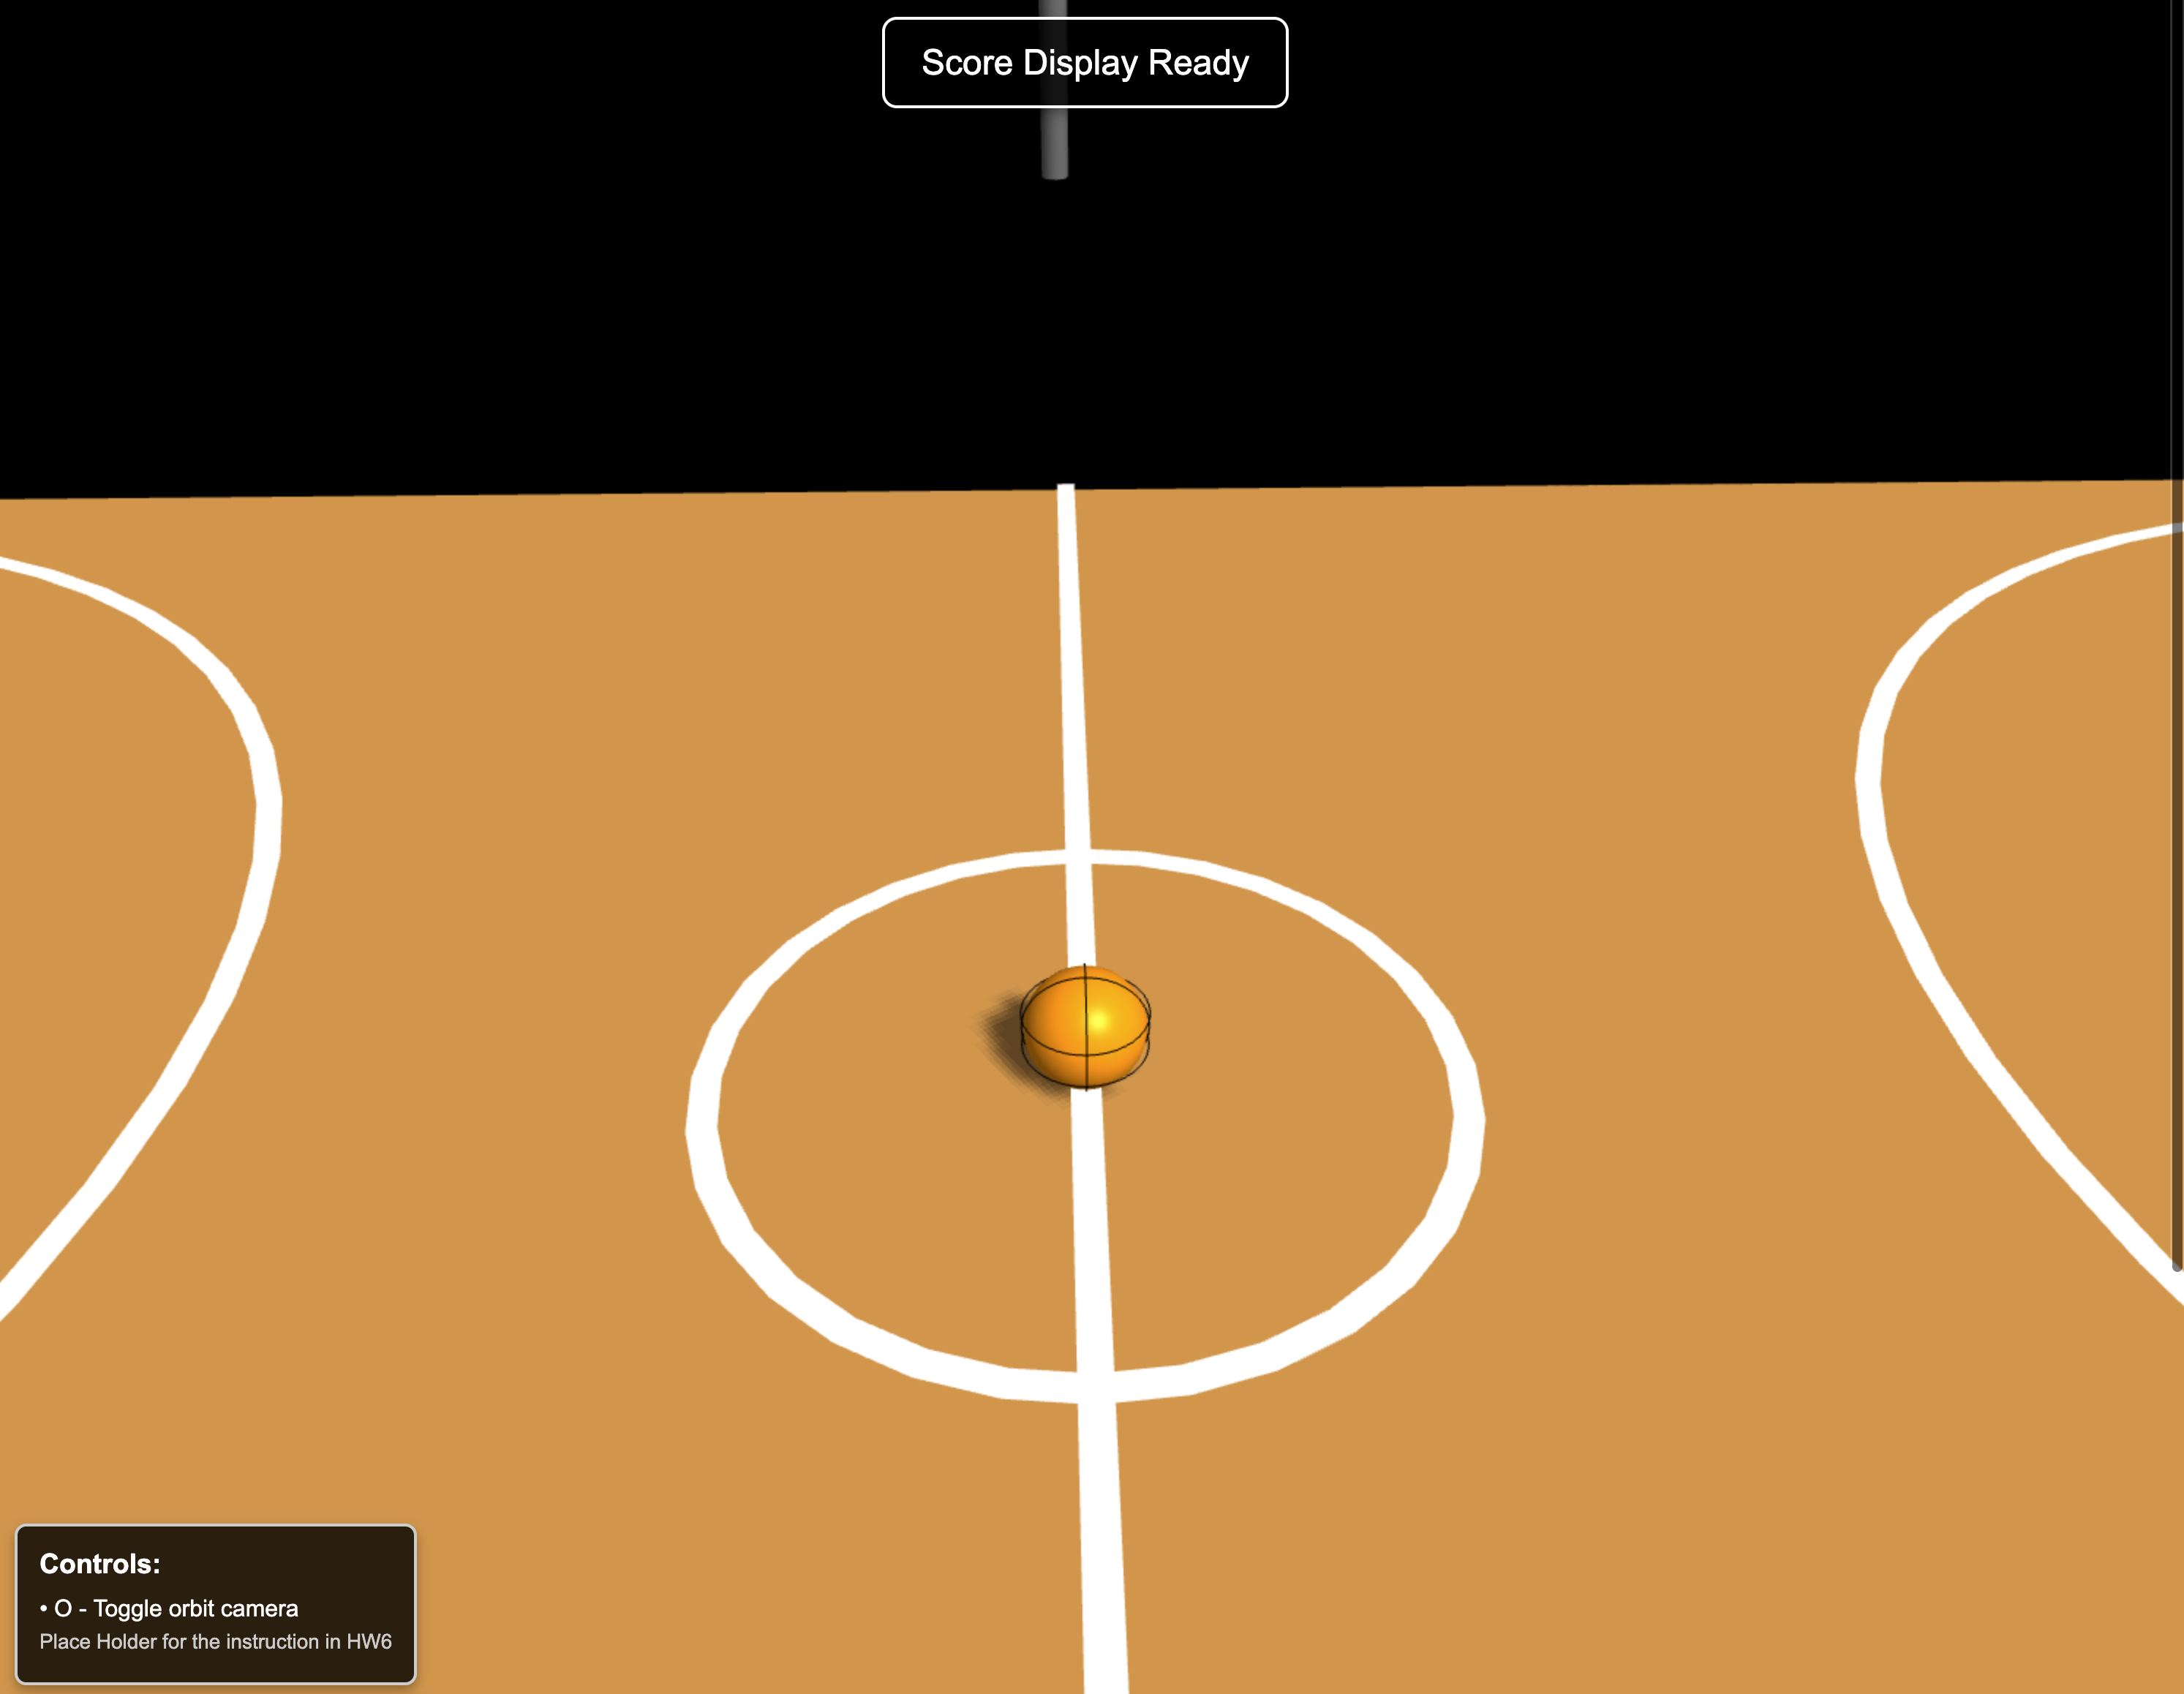 Score Display Ready
Controls:
• O - Toggle orbit camera
Place Holder for the instruction in HW6